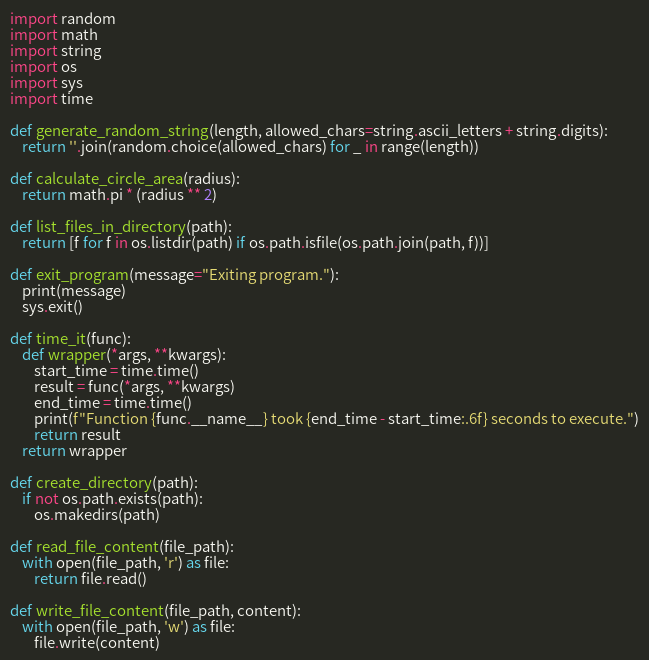 import random
import math
import string
import os
import sys
import time

def generate_random_string(length, allowed_chars=string.ascii_letters + string.digits):
    return ''.join(random.choice(allowed_chars) for _ in range(length))

def calculate_circle_area(radius):
    return math.pi * (radius ** 2)

def list_files_in_directory(path):
    return [f for f in os.listdir(path) if os.path.isfile(os.path.join(path, f))]

def exit_program(message="Exiting program."):
    print(message)
    sys.exit()

def time_it(func):
    def wrapper(*args, **kwargs):
        start_time = time.time()
        result = func(*args, **kwargs)
        end_time = time.time()
        print(f"Function {func.__name__} took {end_time - start_time:.6f} seconds to execute.")
        return result
    return wrapper

def create_directory(path):
    if not os.path.exists(path):
        os.makedirs(path)

def read_file_content(file_path):
    with open(file_path, 'r') as file:
        return file.read()

def write_file_content(file_path, content):
    with open(file_path, 'w') as file:
        file.write(content)